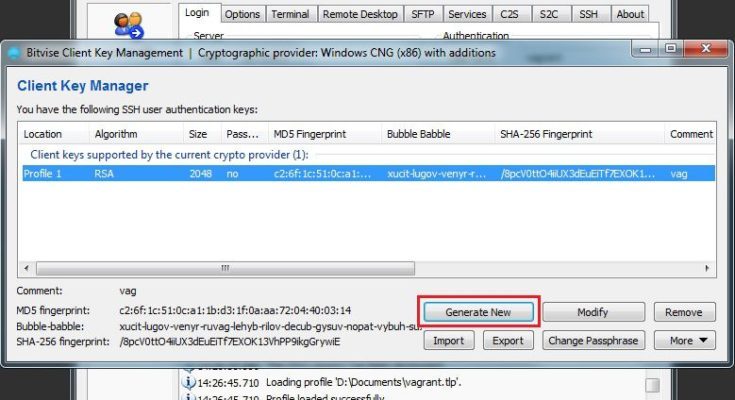 Login Options Terminal Remote Desktop SFTP Services C2S S2C SSH About
Server Authentication
Bitvise Client Key Management | Cryptographic provider: Windows CNG (x86) with additions
Client Key Manager
You have the following SSH user authentication keys:
Location Algorithm Size Pass... MD5 Fingerprint Bubble Babble SHA-256 Fingerprint Comment
Client keys supported by the current crypto provider (1):
Profile 1 RSA 2048 no c2:6f:1c:51:0c:a1:... xucit-lugov-venyr-r... /8pcV0ttO4iiUX3dEuEiTf7EXOK1... vag
Comment: vag
MD5 fingerprint: c2:6f:1c:51:0c:a1:1b:d3:1f:0a:aa:72:04:40:03:14
Generate New Modify Remove
Bubble-babble: xucit-lugov-venyr-ruvag-lehyb-rilov-decub-gysuv-nopat-vybuh-su
SHA-256 fingerprint: /8pcV0ttO4iiUX3dEuEiTf7EXOK13VhPP9ikgGrywiE
Import Export Change Passphrase More
14:26:45.710 Loading profile 'D:\Documents\vagrant.tlp'.
14:26:45.710 Profile loaded successfully.